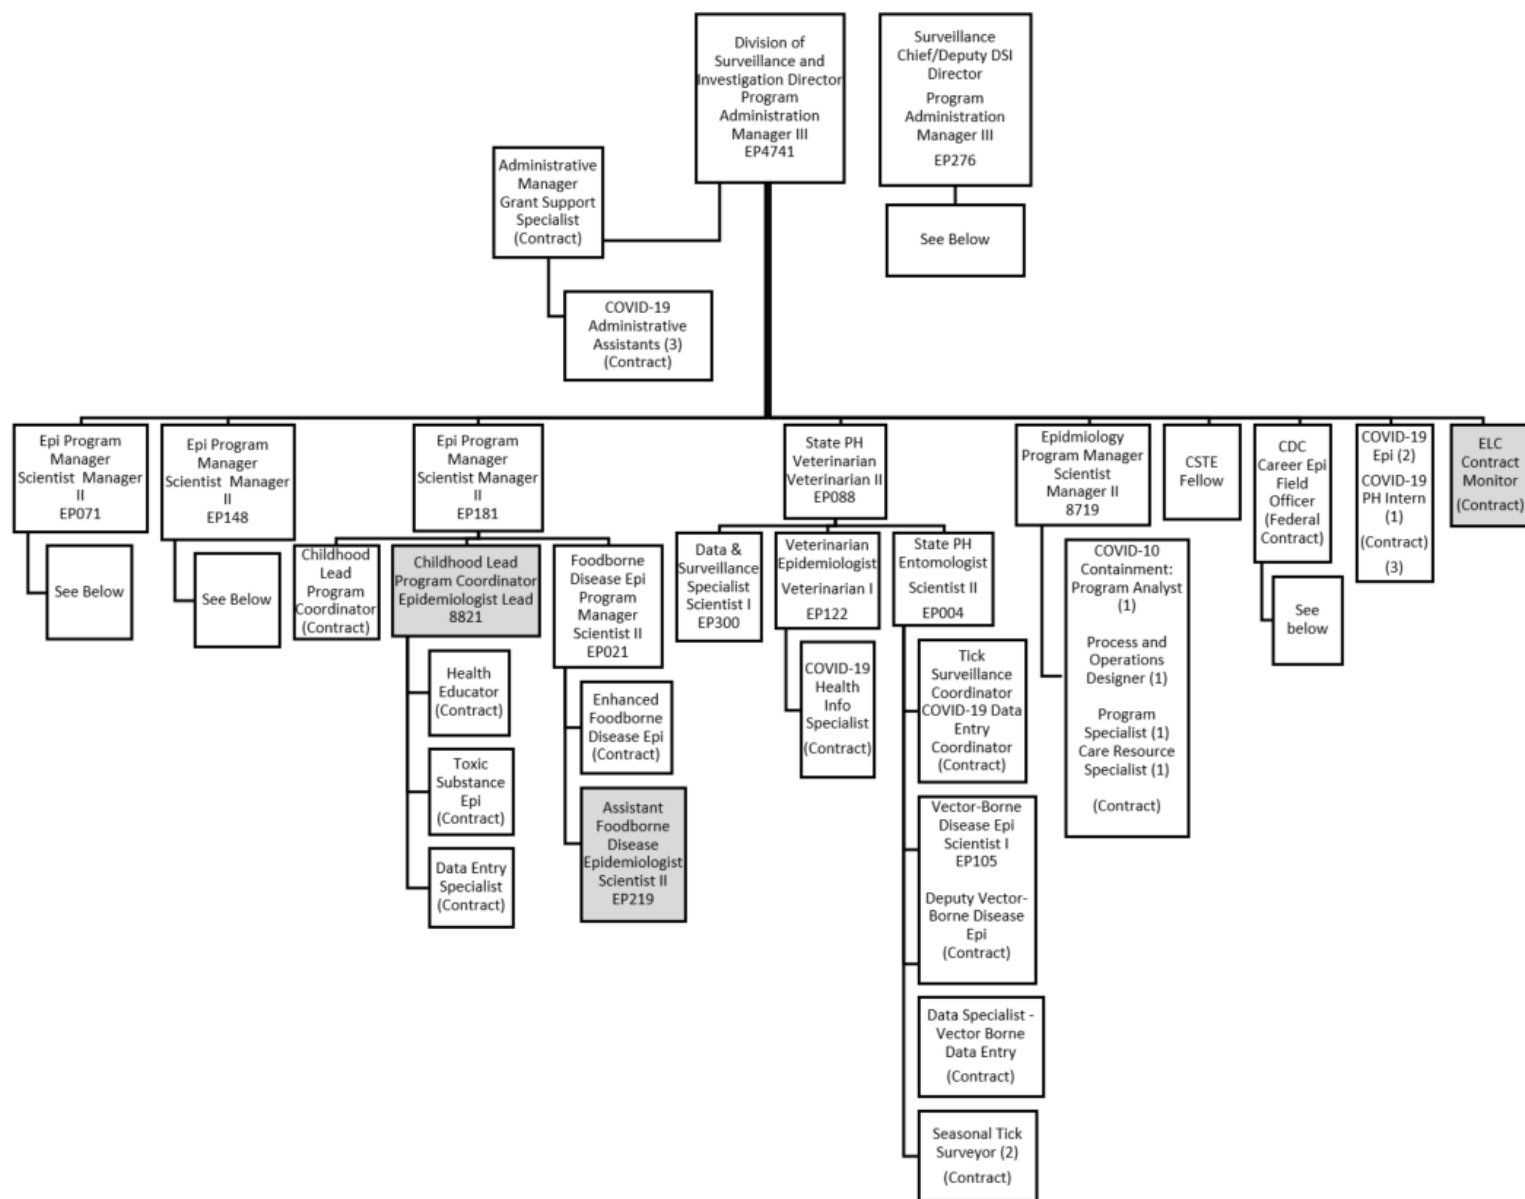 Division of
Surveillance and
Investigation Director
Program
Administration
Manager III
EP4741
Surveillance
Chief/Deputy DSI
Director
Program
Administration
Manager III
EP276
Administrative
Manager
Grant Support
Specialist
(Contract)
See Below
COVID-19
Administrative
Assistants (3)
(Contract)
Epi Program
Manager
Scientist Manager
II
EP071
See Below
Epi Program
Manager
Scientist Manager
II
EP148
See Below
Epi Program
Manager
Scientist Manager
II
EP181
Childhood
Lead
Program
Coordinator
(Contract)
Childhood Lead
Program Coordinator
Epidemiologist Lead
8821
Health
Educator
(Contract)
Toxic
Substance
Epi
(Contract)
Data Entry
Specialist
(Contract)
Foodborne
Disease Epi
Program
Manager
Scientist II
EP021
Enhanced
Foodborne
Disease Epi
(Contract)
Assistant
Foodborne
Disease
Epidemiologist
Scientist II
EP219
State PH
Veterinarian
Veterinarian II
EP088
Data &
Surveillance
Specialist
Scientist I
EP300
Veterinarian
Epidemiologist
Veterinarian I
EP122
COVID-19
Health
Info
Specialist
(Contract)
State PH
Entomologist
Scientist II
EP004
Tick
Surveillance
Coordinator
COVID-19 Data
Entry
Coordinator
(Contract)
Vector-Borne
Disease Epi
Scientist I
EP105
Deputy Vector-
Borne Disease
Epi
(Contract)
Data Specialist -
Vector Borne
Data Entry
(Contract)
Seasonal Tick
Surveyor (2)
(Contract)
Epidmiology
Program Manager
Scientist
Manager II
8719
COVID-10
Containment:
Program Analyst
(1)
Process and
Operations
Designer (1)
Program
Specialist (1)
Care Resource
Specialist (1)
(Contract)
CSTE
Fellow
CDC
Career Epi
Field
Officer
(Federal
Contract)
See
below
COVID-19
Epi (2)
COVID-19
PH Intern
(1)
(Contract)
(3)
ELC
Contract
Monitor
(Contract)